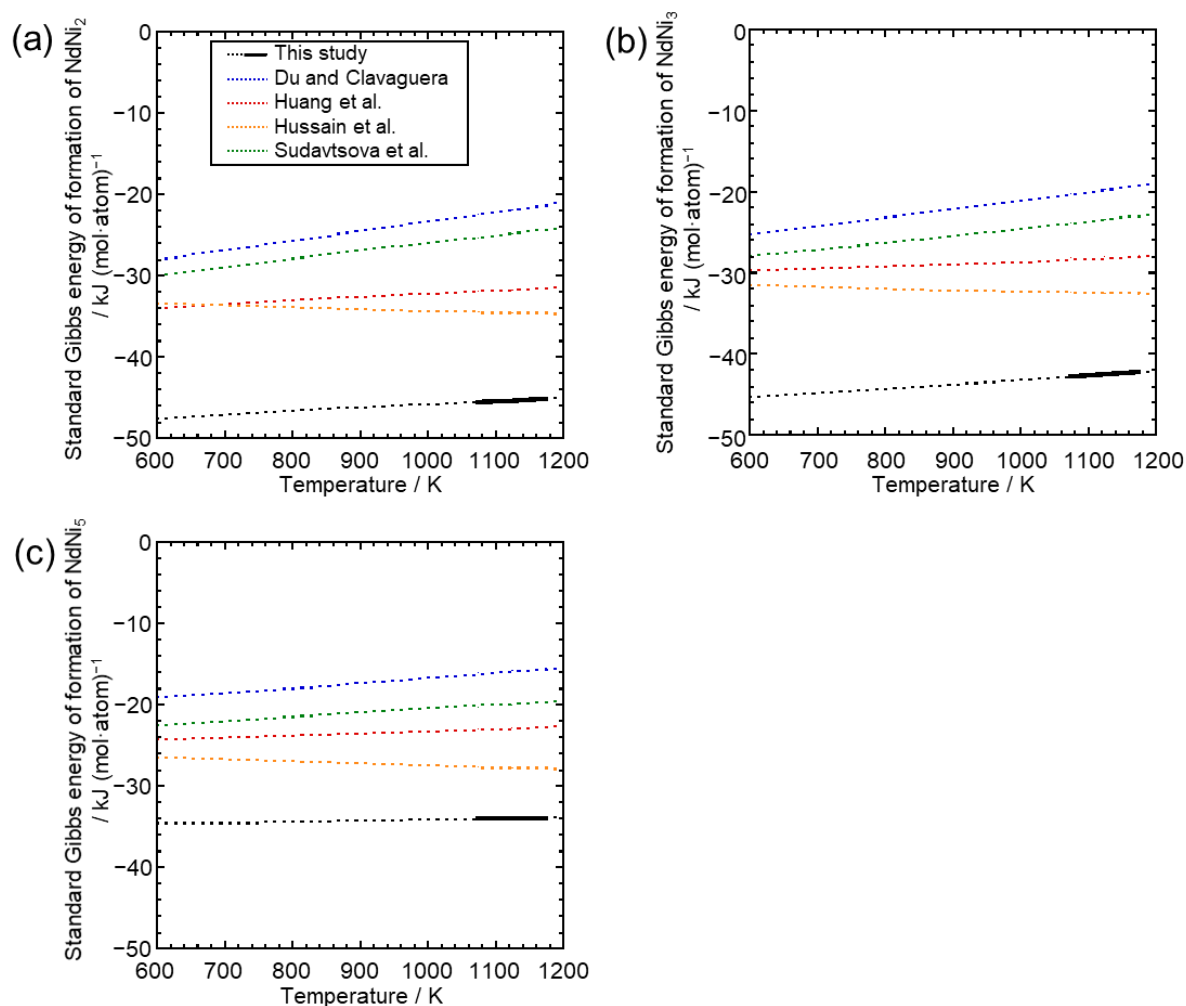 (a)
Standard Gibbs energy of formation of NdNi₂
/ kJ (mol·atom)⁻¹
0
−10
−20
−30
−40
−50
This study
Du and Clavaguera
Huang et al.
Hussain et al.
Sudavtsova et al.
600 700 800 900 1000 1100 1200
Temperature / K
(b)
Standard Gibbs energy of formation of NdNi₃
/ kJ (mol·atom)⁻¹
0
−10
−20
−30
−40
−50
600 700 800 900 1000 1100 1200
Temperature / K
(c)
Standard Gibbs energy of formation of NdNi₅
/ kJ (mol·atom)⁻¹
0
−10
−20
−30
−40
−50
600 700 800 900 1000 1100 1200
Temperature / K